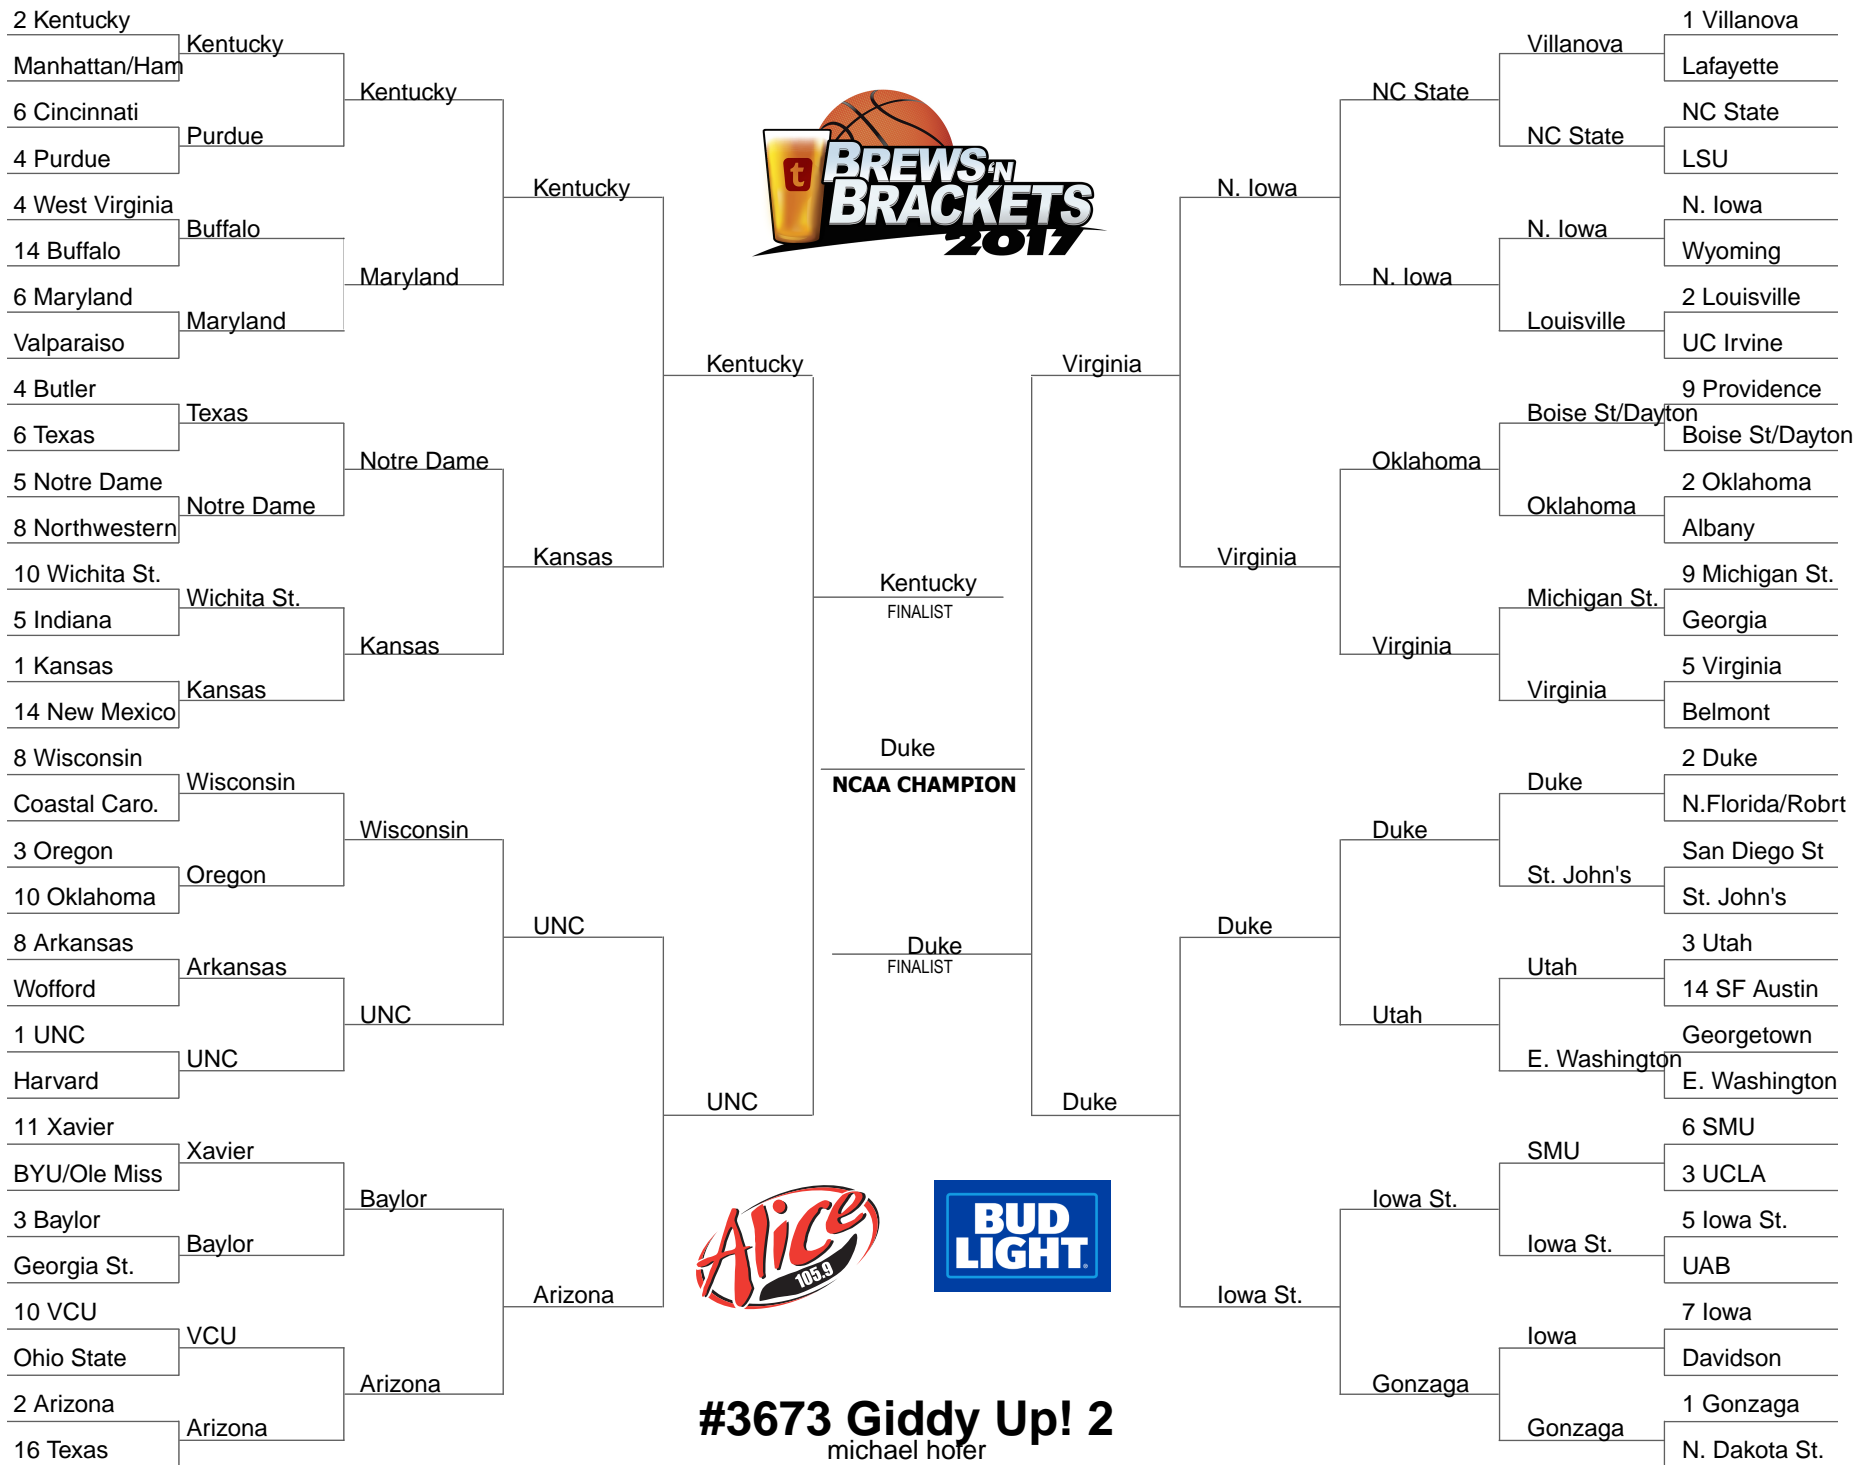 2 Kentucky
Manhattan/Ham
6 Cincinnati
4 Purdue
4 West Virginia
14 Buffalo
6 Maryland
Valparaiso
4 Butler
6 Texas
5 Notre Dame
8 Northwestern
10 Wichita St.
5 Indiana
1 Kansas
14 New Mexico
8 Wisconsin
Coastal Caro.
3 Oregon
10 Oklahoma
8 Arkansas
Wofford
1 UNC
Harvard
11 Xavier
BYU/Ole Miss
3 Baylor
Georgia St.
10 VCU
Ohio State
2 Arizona
16 Texas
Kentucky
Purdue
Buffalo
Maryland
Texas
Notre Dame
Wichita St.
Kansas
Wisconsin
Oregon
Arkansas
UNC
Xavier
Baylor
VCU
Arizona
Kentucky
Maryland
Notre Dame
Kansas
Wisconsin
UNC
Baylor
Arizona
Kentucky
Kansas
UNC
Arizona
Kentucky
UNC
t
BREWS 'N
BRACKETS
2017
Kentucky
FINALIST
Duke
NCAA CHAMPION
Duke
FINALIST
Alice
105.9
BUD
LIGHT
#3673 Giddy Up! 2
michael hofer
Virginia
Duke
N. Iowa
Virginia
Duke
Iowa St.
NC State
N. Iowa
Oklahoma
Virginia
Duke
Utah
Iowa St.
Gonzaga
Villanova
NC State
N. Iowa
Louisville
Boise St/Dayton
Oklahoma
Michigan St.
Virginia
Duke
St. John's
Utah
E. Washington
SMU
Iowa St.
Iowa
Gonzaga
1 Villanova
Lafayette
NC State
LSU
N. Iowa
Wyoming
2 Louisville
UC Irvine
9 Providence
Boise St/Dayton
2 Oklahoma
Albany
9 Michigan St.
Georgia
5 Virginia
Belmont
2 Duke
N.Florida/Robrt
San Diego St
St. John's
3 Utah
14 SF Austin
Georgetown
E. Washington
6 SMU
3 UCLA
5 Iowa St.
UAB
7 Iowa
Davidson
1 Gonzaga
N. Dakota St.